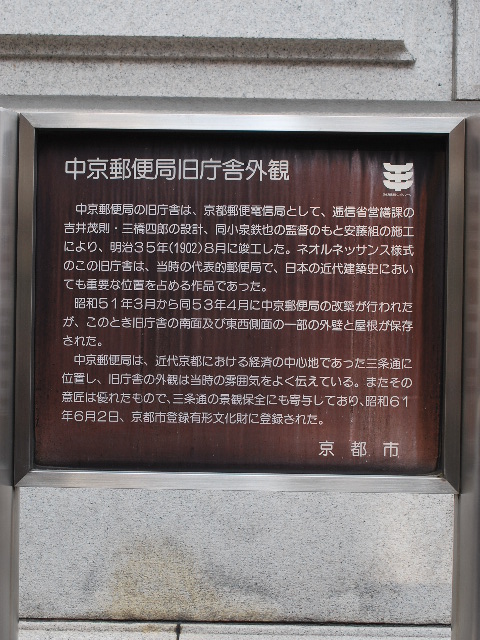 中京郵便局旧庁舎外観
中京郵便局の旧庁舎は、京都郵便電信局として、逓信省営繕課の
吉井茂則・三橋四郎の設計、同小泉鉄也の監督のもと安藤組の施工
により、明治35年(1902)8月に竣工した。ネオルネッサンス様式
のこの旧庁舎は、当時の代表的郵便局で、日本の近代建築史におい
ても重要な位置を占める作品であった。
昭和51年3月から同53年4月に中京郵便局の改築が行われた
が、このとき旧庁舎の南面及び東西側面の一部の外壁と屋根が保存
された。
中京郵便局は、近代京都における経済の中心地であった三条通に
位置し、旧庁舎の外観は当時の雰囲気をよく伝えている。またその
意匠は優れたもので、三条通の景観保全にも寄与しており、昭和61
年6月2日、京都市登録有形文化財に登録された。
京都市